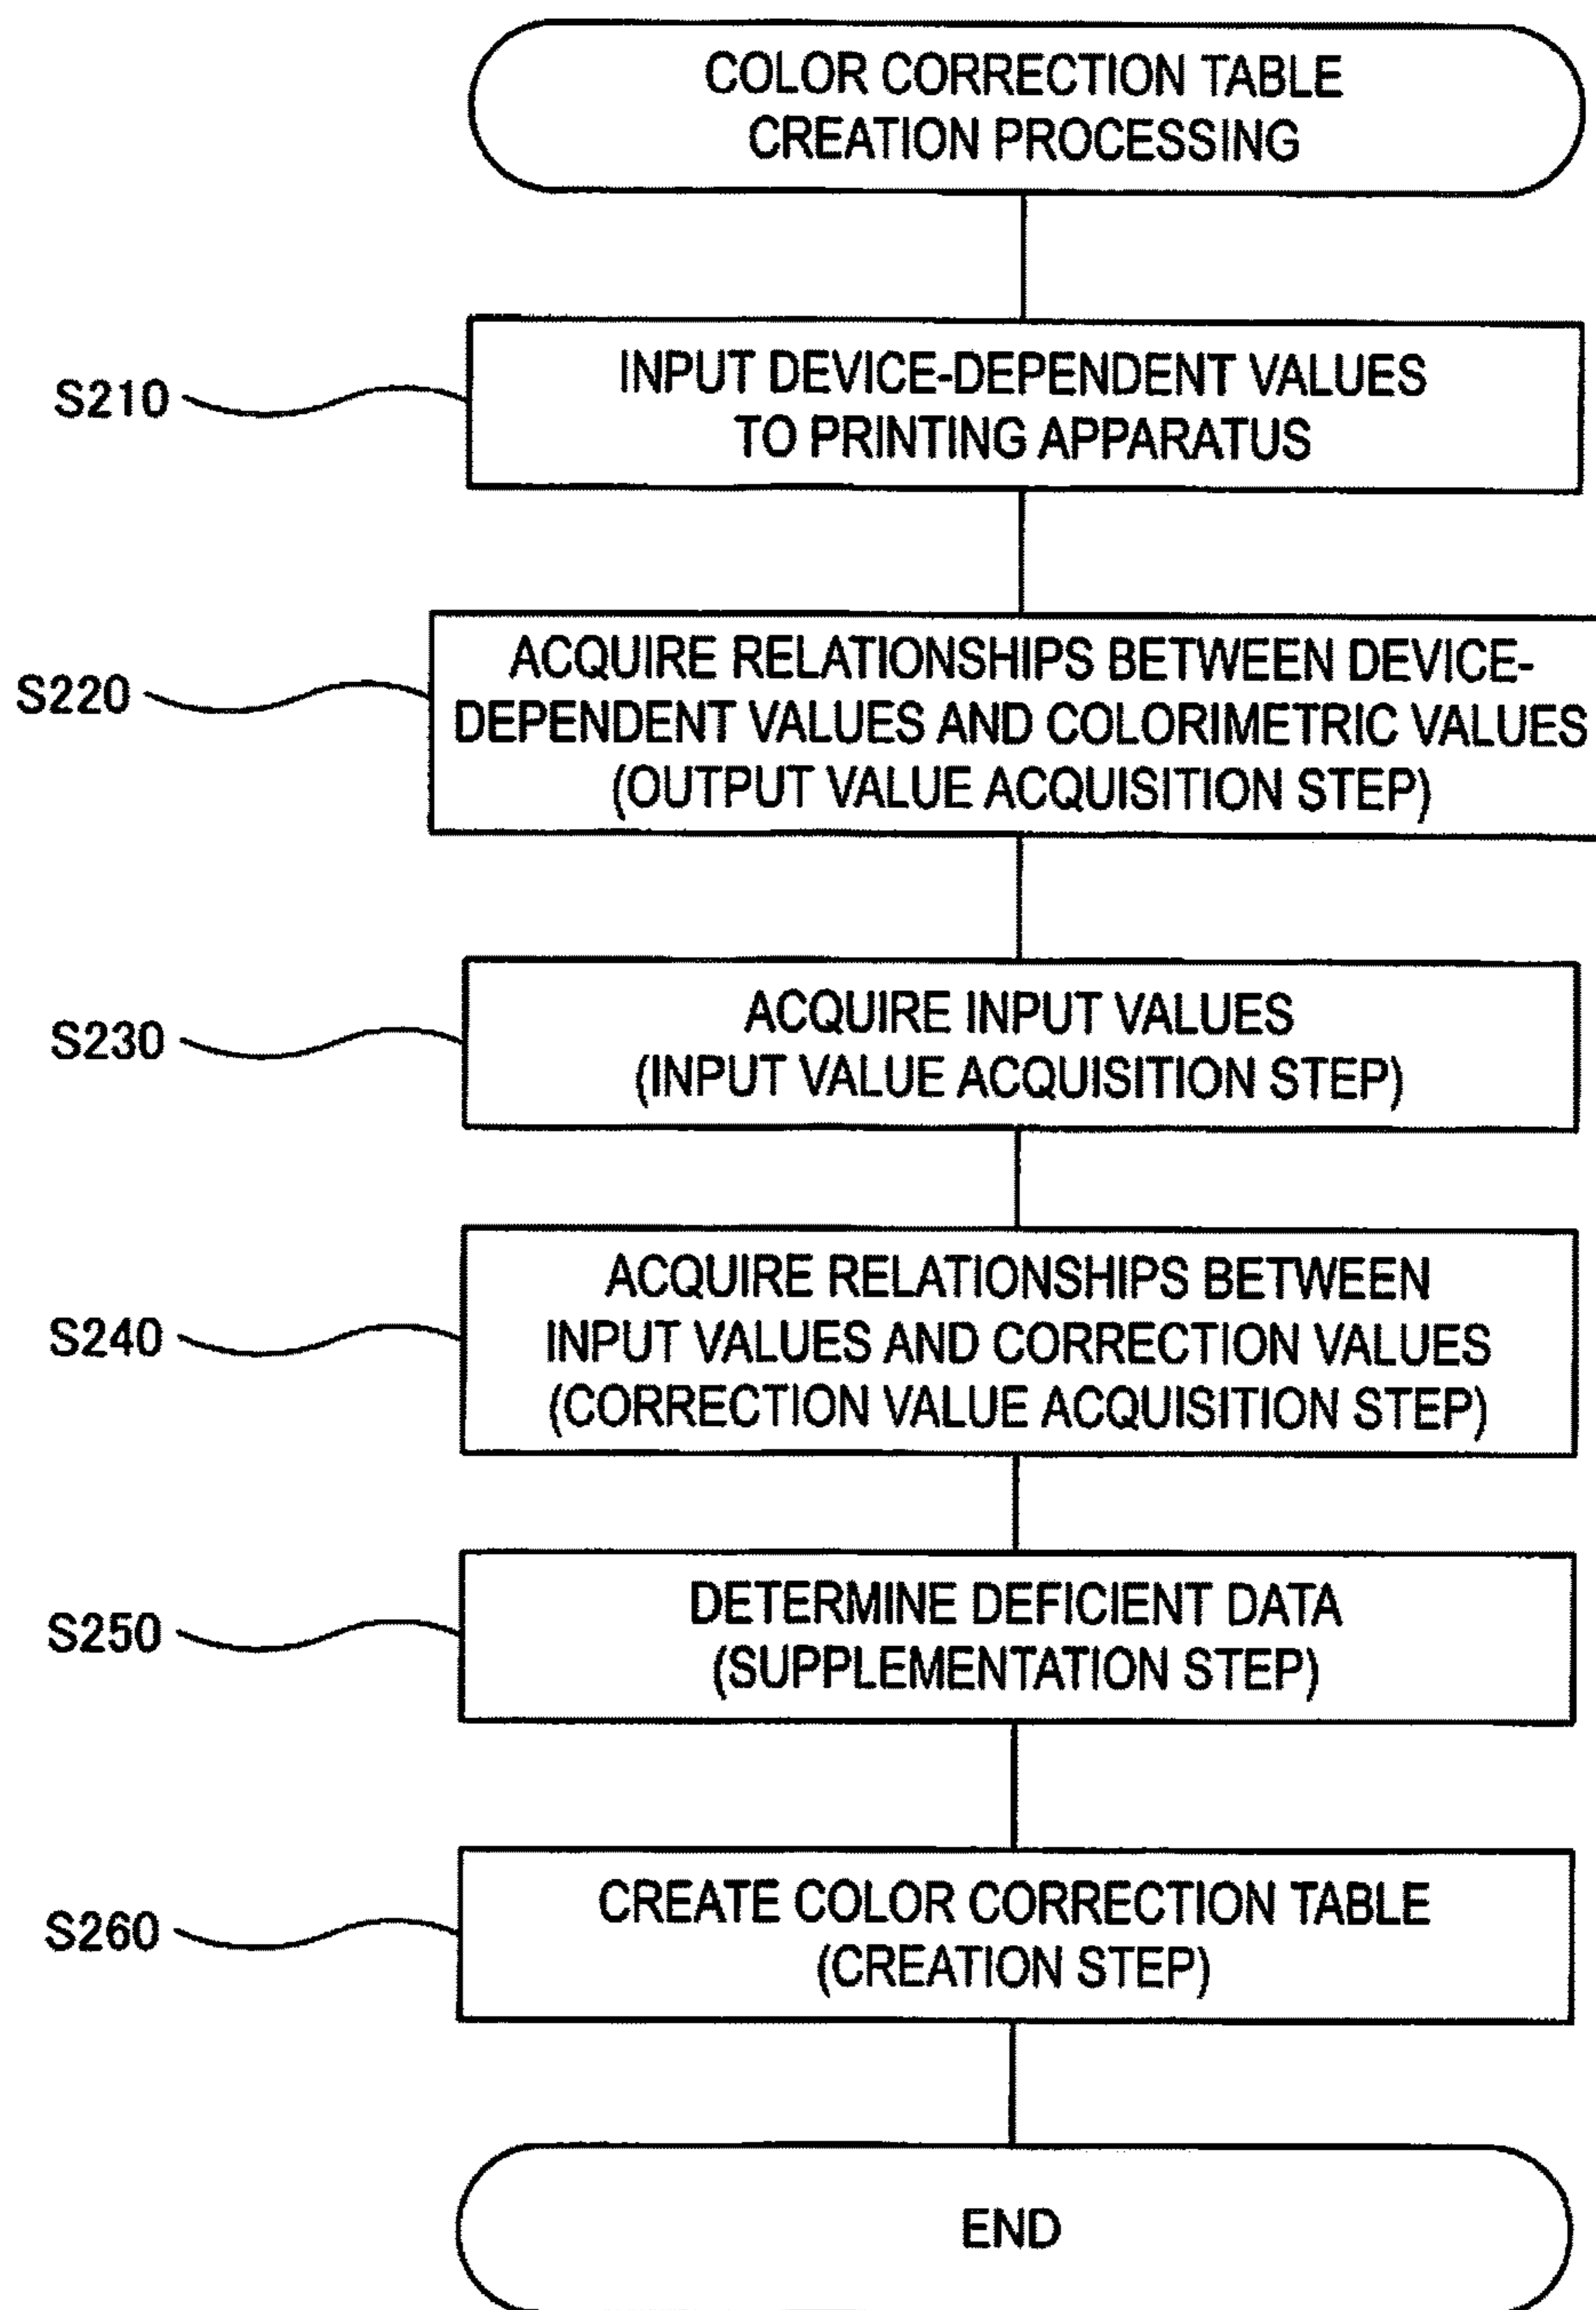 COLOR CORRECTION TABLE
CREATION PROCESSING
S210
INPUT DEVICE-DEPENDENT VALUES
TO PRINTING APPARATUS
S220
ACQUIRE RELATIONSHIPS BETWEEN DEVICE-
DEPENDENT VALUES AND COLORIMETRIC VALUES
(OUTPUT VALUE ACQUISITION STEP)
S230
ACQUIRE INPUT VALUES
(INPUT VALUE ACQUISITION STEP)
S240
ACQUIRE RELATIONSHIPS BETWEEN
INPUT VALUES AND CORRECTION VALUES
(CORRECTION VALUE ACQUISITION STEP)
S250
DETERMINE DEFICIENT DATA
(SUPPLEMENTATION STEP)
S260
CREATE COLOR CORRECTION TABLE
(CREATION STEP)
END